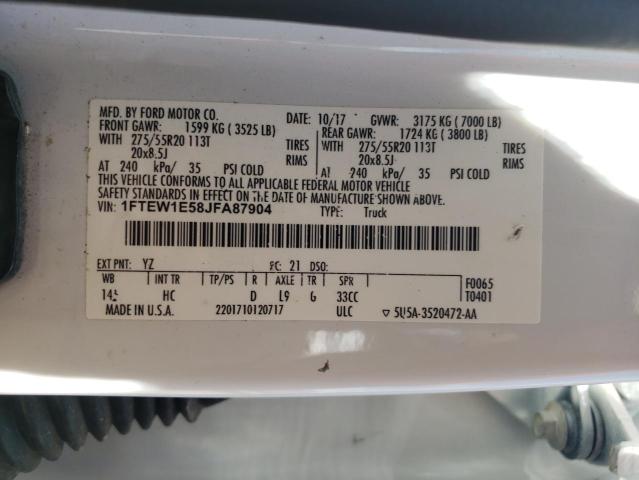 MFD. BY FORD MOTOR CO. DATE: 10/17 GVWR: 3175 KG ( 7000 LB)
FRONT GAWR: 1599 KG ( 3525 LB) REAR GAWR: 1724 KG ( 3800 LB)
WITH 275/55R20 113T TIRES WITH 275/55R20 113T TIRES
20x8.5J RIMS 20x8.5J RIMS
AT 240 kPa/ 35 PSI COLD AT 240 kPa/ 35 PSI COLD
THIS VEHICLE CONFORMS TO ALL APPLICABLE FEDERAL MOTOR VEHICLE
SAFETY STANDARDS IN EFFECT ON THE DATE OF MANUFACTURE SHOWN ABOVE.
VIN: 1FTEW1E58JFA87904 TYPE: Truck
EXT PNT: YZ RC: 21 DSO:
WB INT TR TP/PS R AXLE TR SPR F0065
145 HC D L9 G 33CC T0401
MADE IN U.S.A. 2201710120717 ULC ▽ 5U5A-3520472-AA